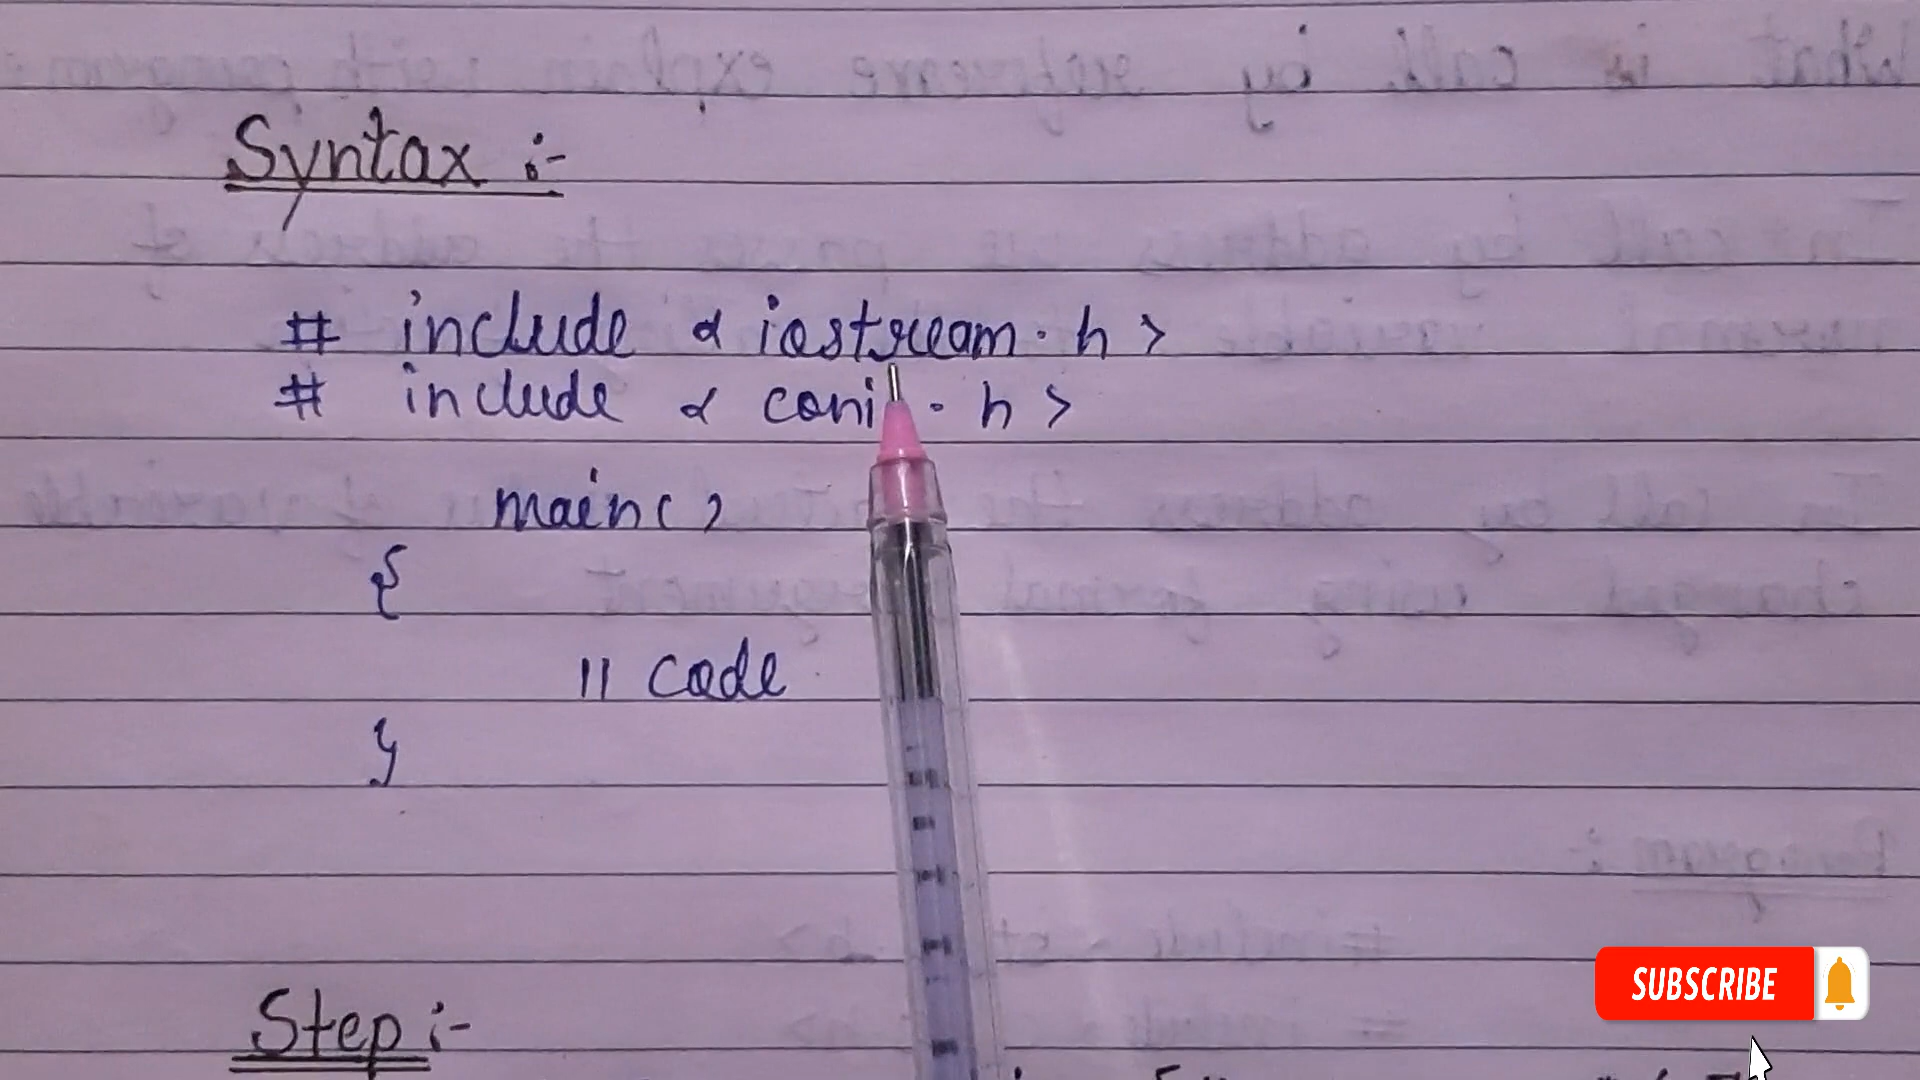 Syntax :-
# include < iostream.h >
# include < coni .h >
main( )
{
// code
}
Step :-
SUBSCRIBE